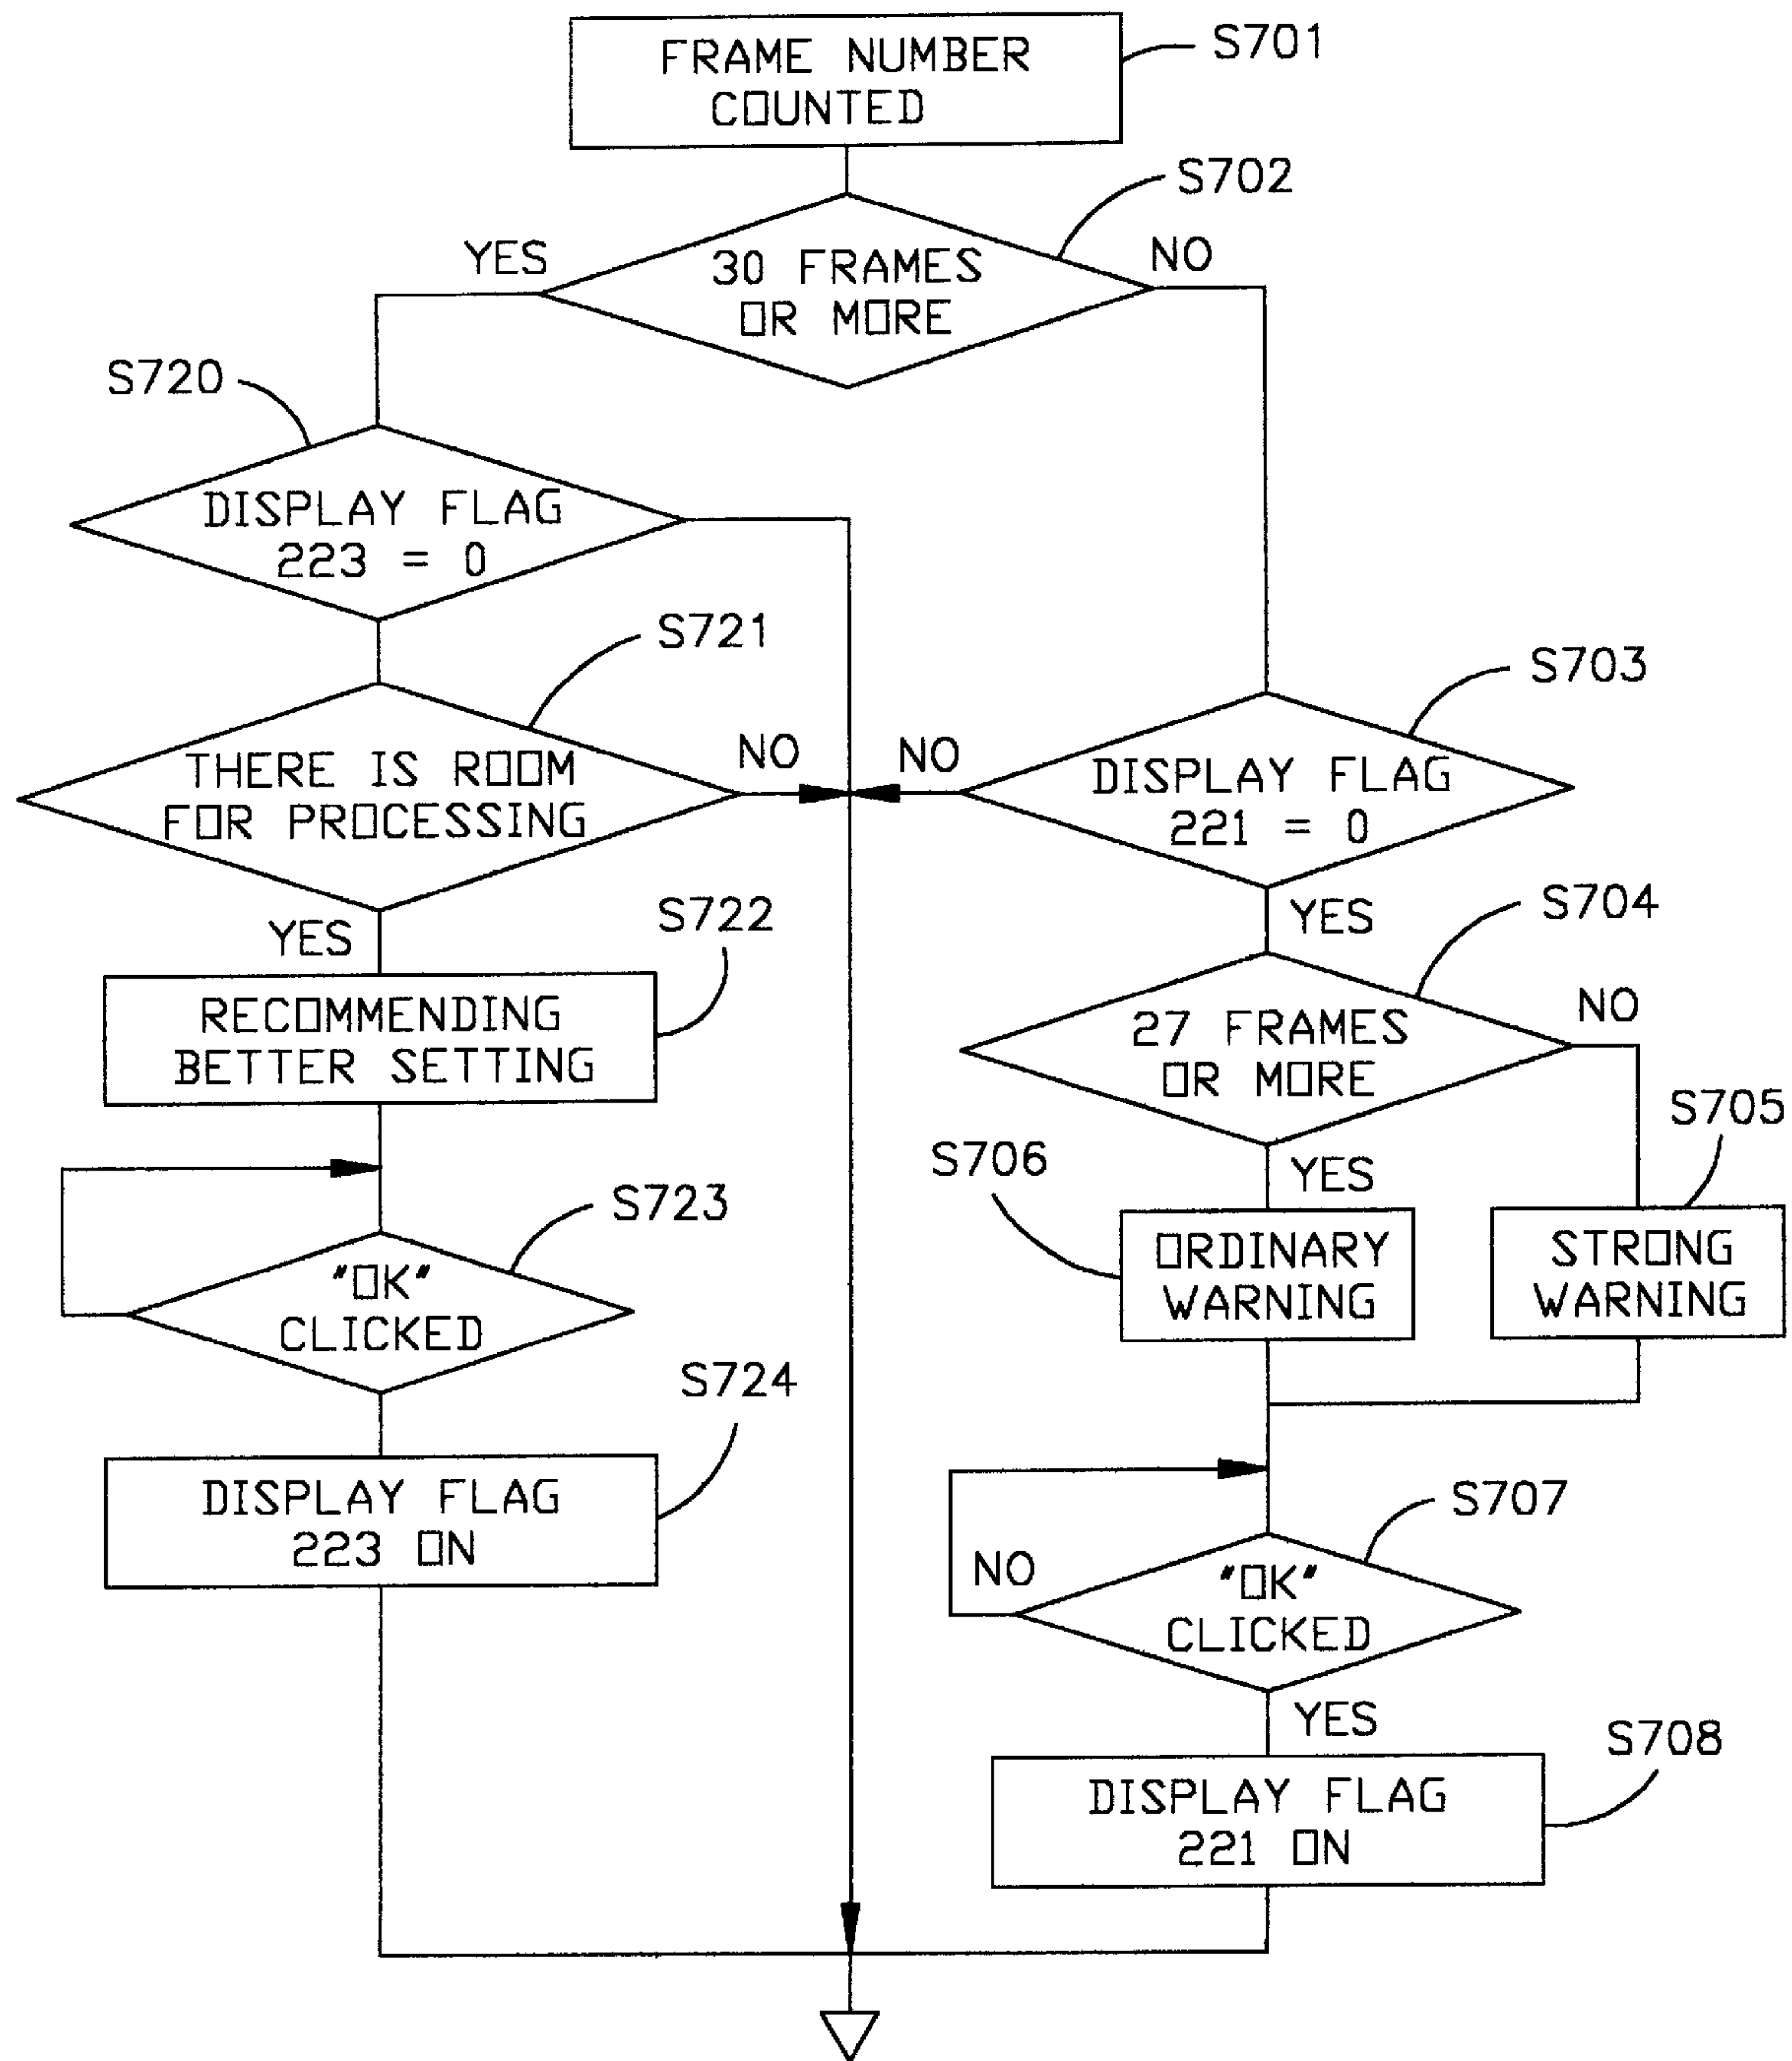 FRAME NUMBER
COUNTED
S701
S702
YES
30 FRAMES
OR MORE
NO
S720
DISPLAY FLAG
223 = 0
S721
THERE IS ROOM
FOR PROCESSING
NO
NO
S703
DISPLAY FLAG
221 = 0
YES
S722
RECOMMENDING
BETTER SETTING
YES
S704
27 FRAMES
OR MORE
NO
S705
S706
YES
ORDINARY
WARNING
STRONG
WARNING
S723
"OK"
CLICKED
S724
DISPLAY FLAG
223 ON
S707
NO
"OK"
CLICKED
YES
S708
DISPLAY FLAG
221 ON